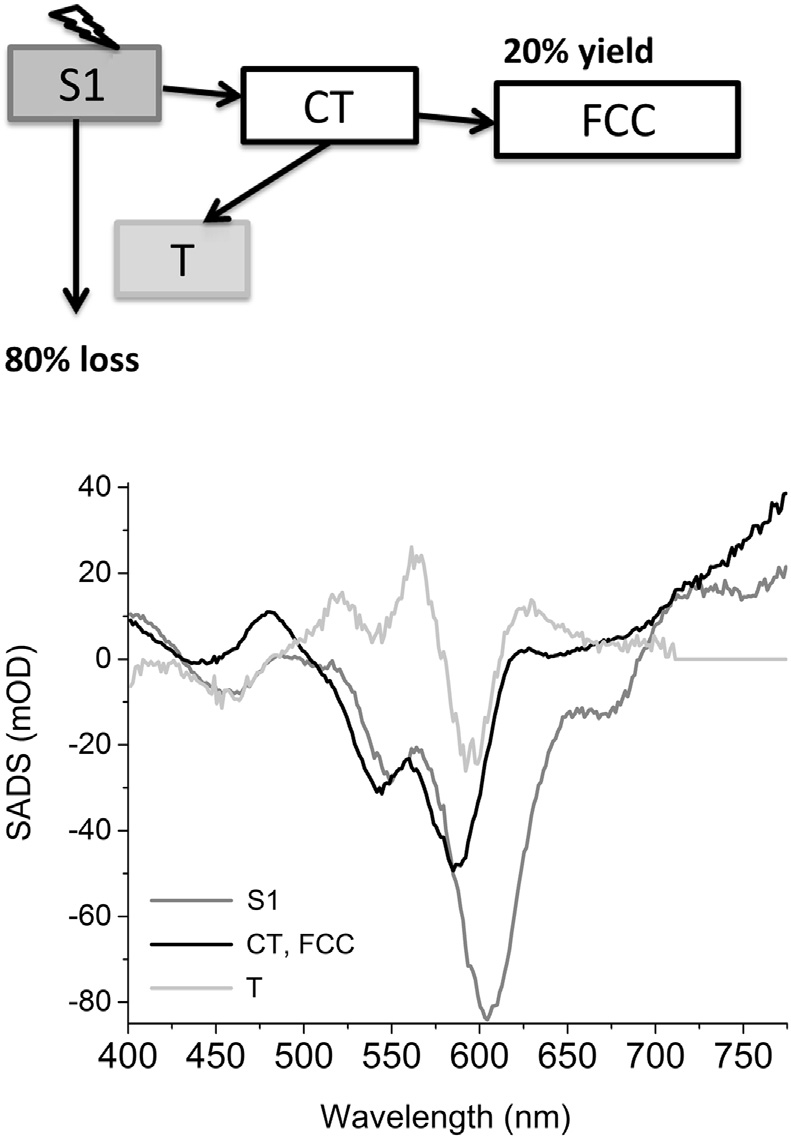 20% yield
S1
CT
FCC
T
80% loss
40
20
0
-20
-40
-60
-80
SADS (mOD)
S1
CT, FCC
T
400 450 500 550 600 650 700 750
Wavelength (nm)